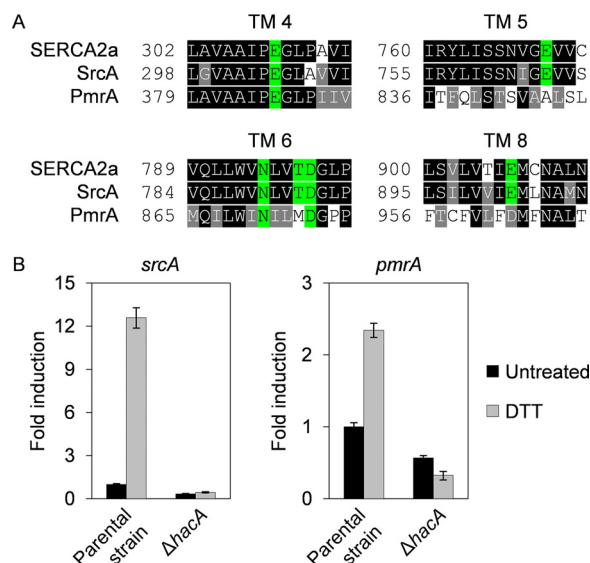 A
TM 4
TM 5
SERCA2a 302 LAVAAIPEGLPAVI 760 IRYLISSNVGEVVC
SrcA 298 LGVAAIPEGLAVVI 755 IRYLISSNIGEVVS
PmrA 379 LAVAAIPEGLPIIV 836 ITFQLSTSVAALSL
TM 6
TM 8
SERCA2a 789 VQLLWVNLVTDGLP 900 LSVLVTIEMCNALN
SrcA 784 VQLLWVNLVTDGLP 895 LSILVVIEMLNAMN
PmrA 865 MQILWINILMDGPP 956 FTCFVLFDMFNALT
B
srcA
pmrA
Fold induction
15
12
9
6
3
0
Parental strain
ΔhacA
Fold induction
3
2
1
0
Parental strain
ΔhacA
Untreated
DTT